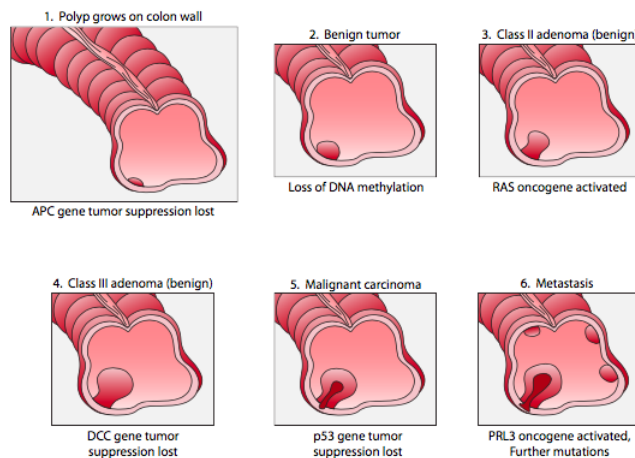 1. Polyp grows on colon wall
APC gene tumor suppression lost
2. Benign tumor
Loss of DNA methylation
3. Class II adenoma (benign
RAS oncogene activated
4. Class III adenoma (benign)
DCC gene tumor
suppression lost
5. Malignant carcinoma
p53 gene tumor
suppression lost
6. Metastasis
PRL3 oncogene activated,
Further mutations